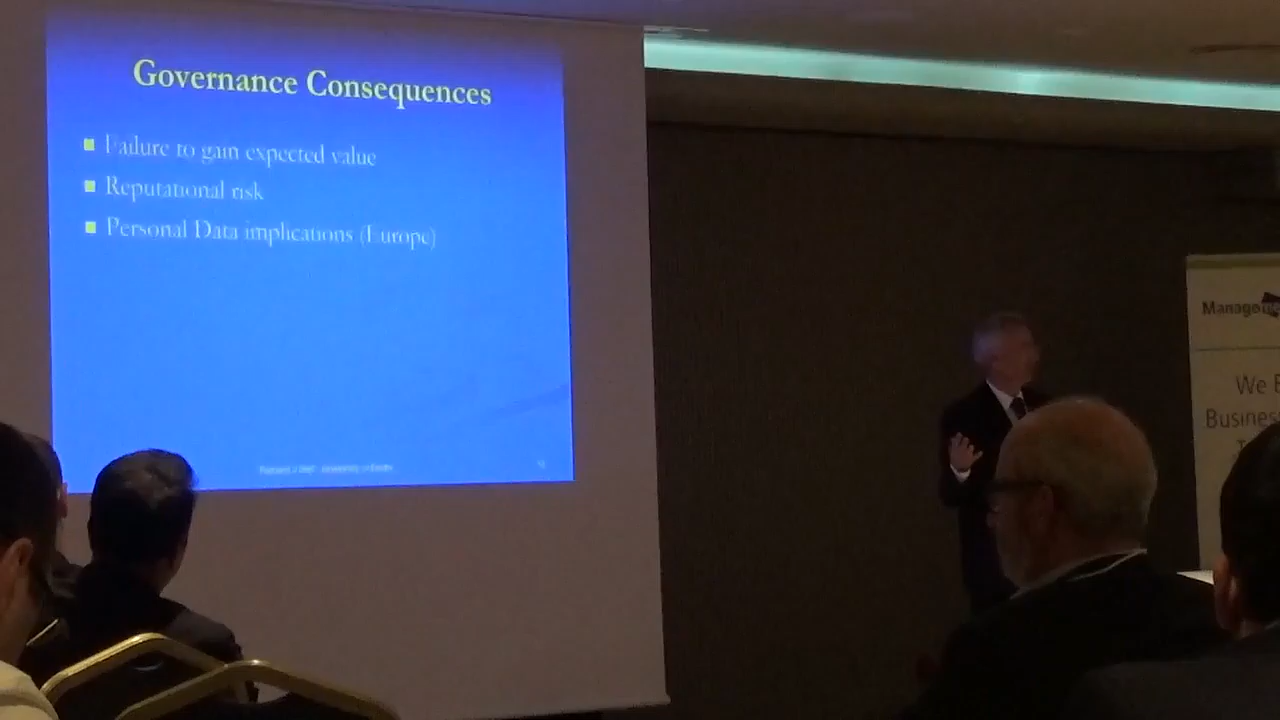 Governance Consequences
Failure to gain expected value
Reputational risk
Personal Data implications (Europe)
We
Business